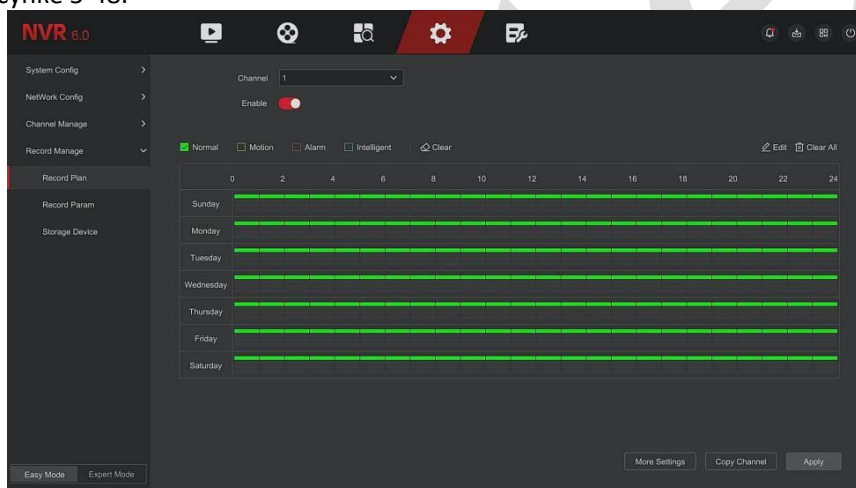 NVR 6.0
System Config
NetWork Config
Channel Manage
Record Manage
Record Plan
Record Param
Storage Device
Easy Mode Expert Mode
Channel 1
Enable
Normal Motion Alarm Intelligent Clear Edit Clear All
0 2 4 6 8 10 12 14 16 18 20 22 24
Sunday
Monday
Tuesday
Wednesday
Thursday
Friday
Saturday
More Settings Copy Channel Apply